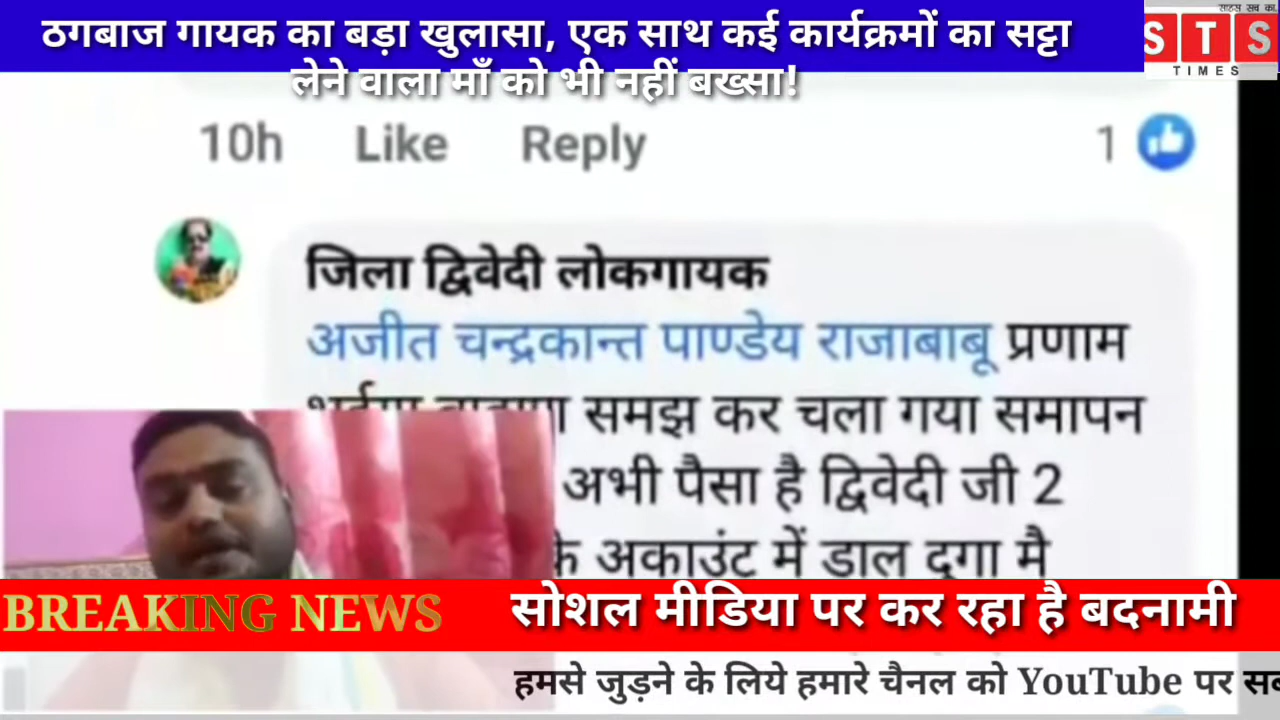 ठगबाज गायक का बड़ा खुलासा, एक साथ कई कार्यक्रमों का सट्टा
लेने वाला माँ को भी नहीं बख्सा!
साहस सच का
STS
TIMES
10h Like Reply 1
जिला द्विवेदी लोकगायक
अजीत चन्द्रकान्त पाण्डेय राजाबाबू प्रणाम
समझ कर चला गया समापन
अभी पैसा है द्विवेदी जी 2
के अकाउंट में डाल दूगा मै
BREAKING NEWS
सोशल मीडिया पर कर रहा है बदनामी
हमसे जुड़ने के लिये हमारे चैनल को YouTube पर